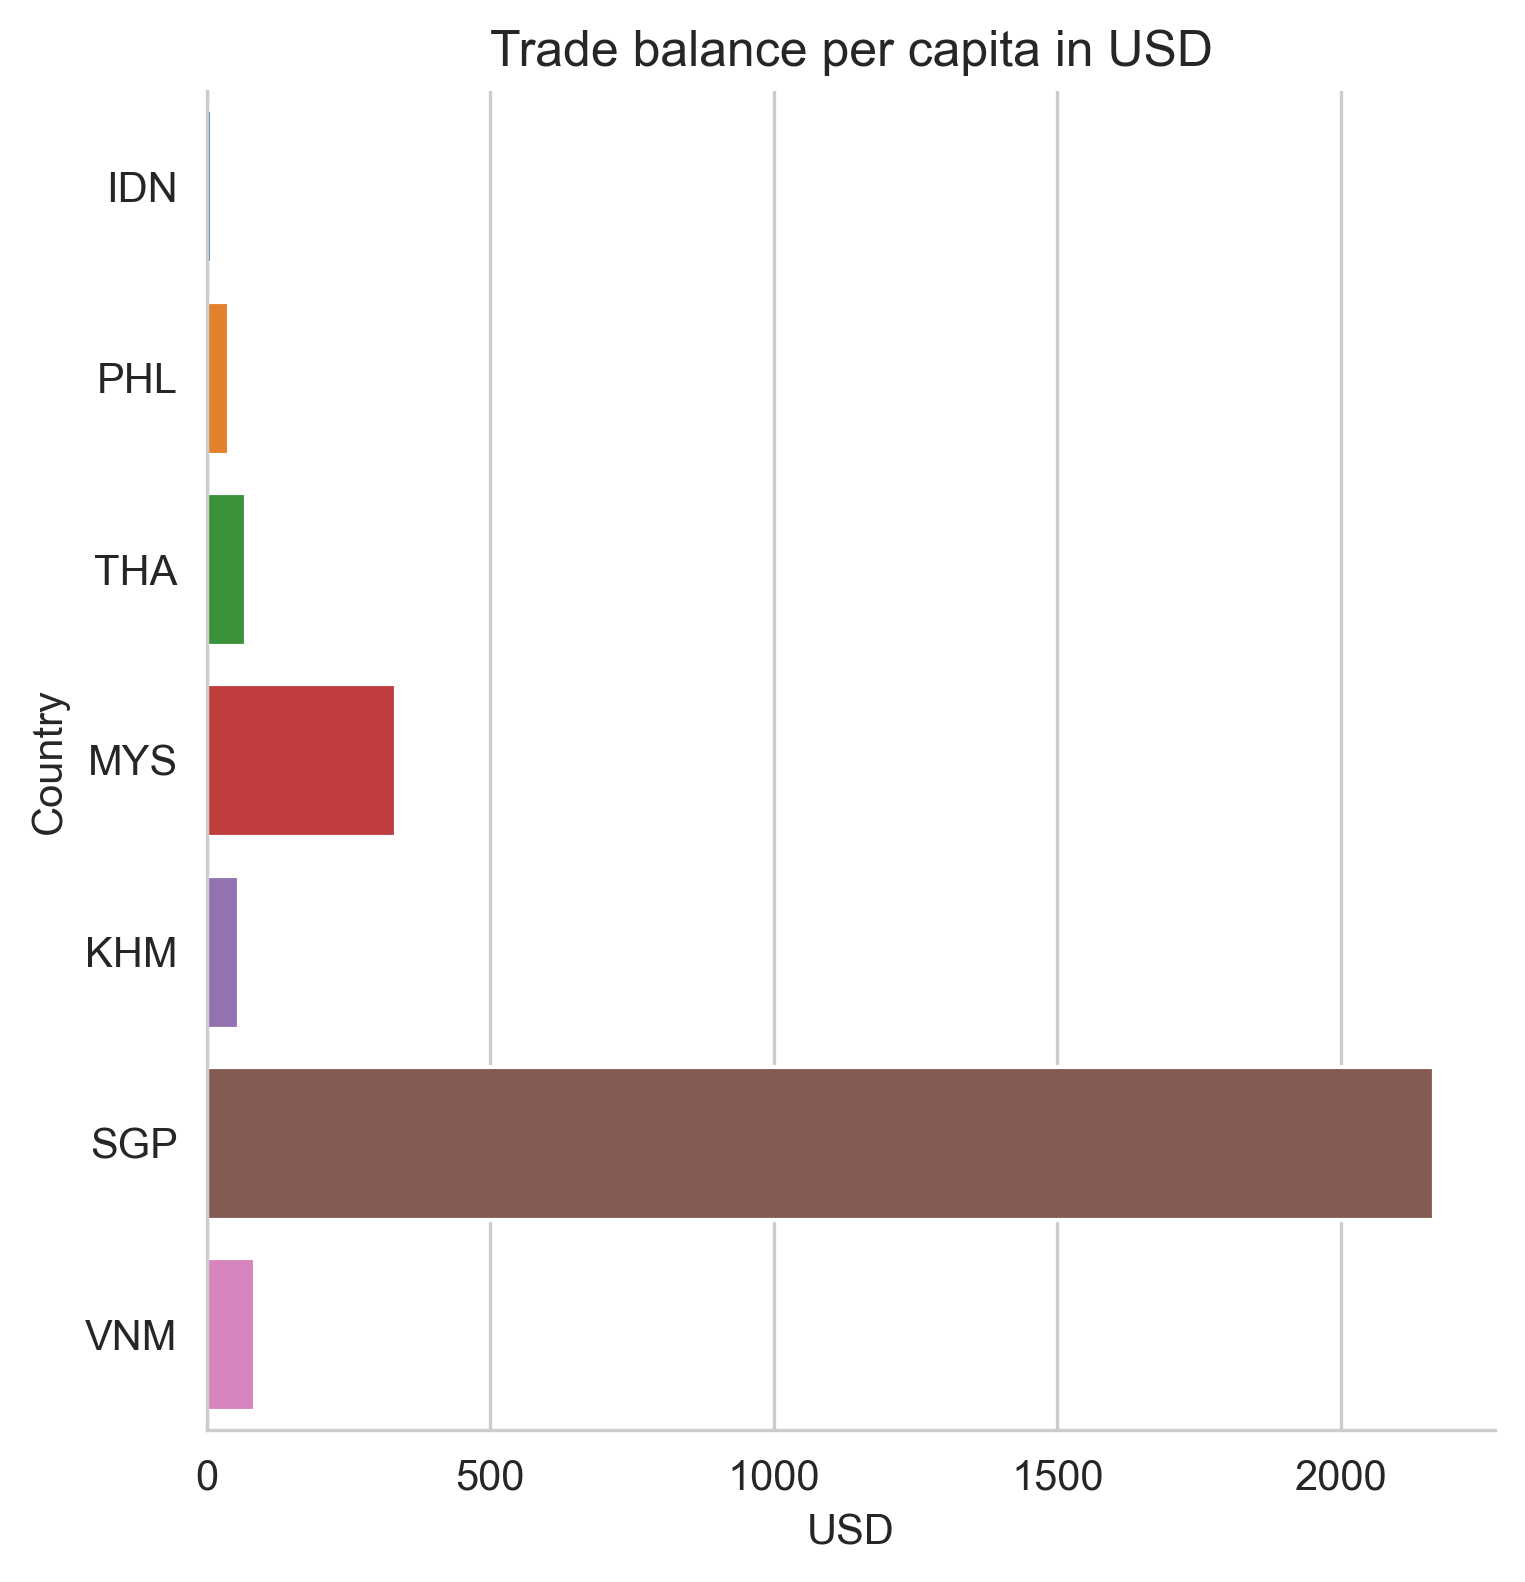 Trade balance per capita in USD
Country
IDN
PHL
THA
MYS
KHM
SGP
VNM
0 500 1000 1500 2000
USD